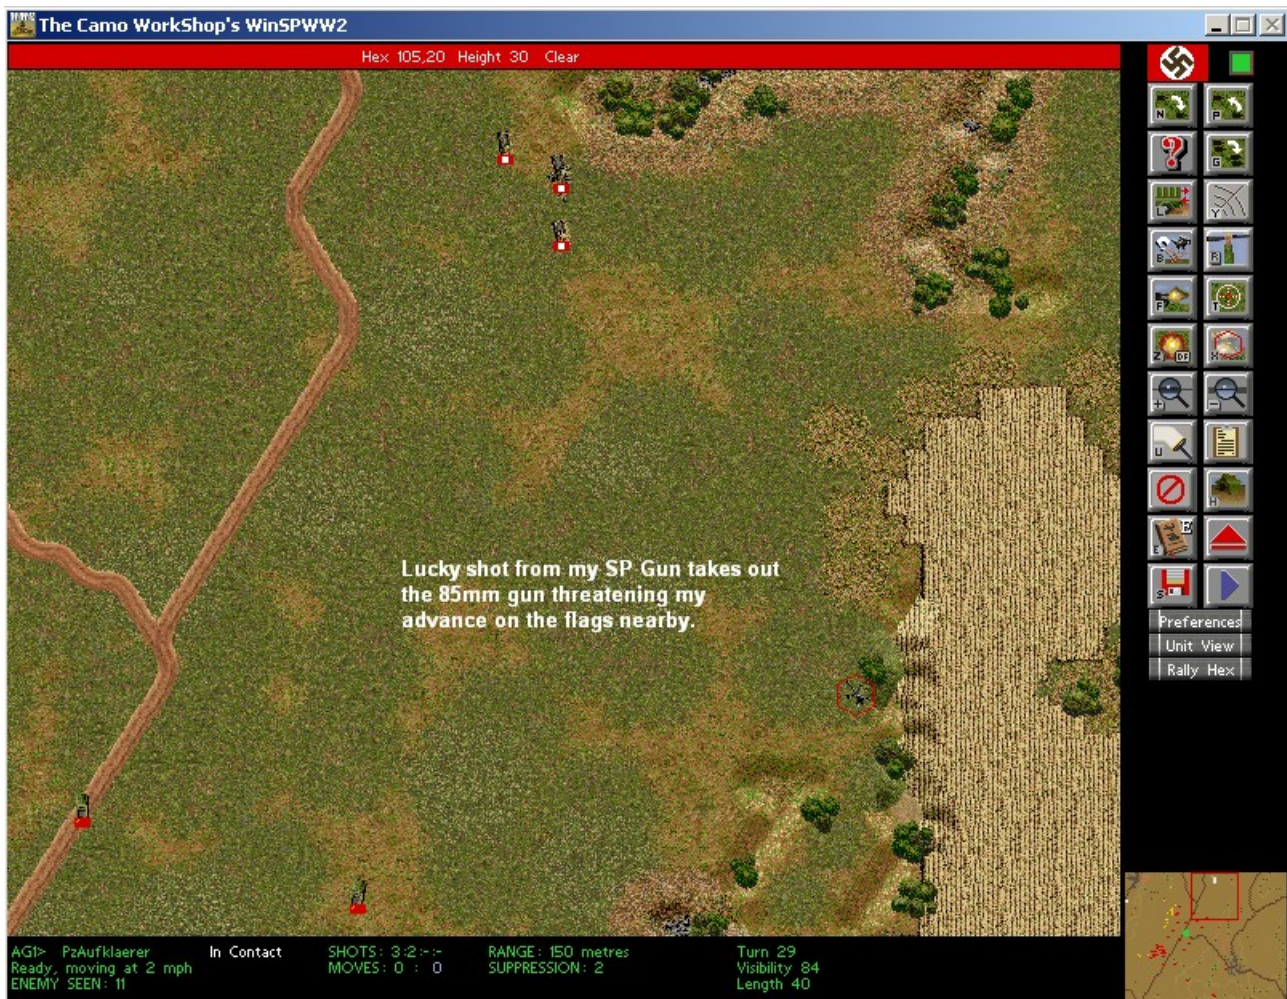 The Camo WorkShop's WinSPWW2
Hex 105,20 Height 30 Clear
N P
G
L Y
B R
F T
Z DF X
+ -
U
H
E E
S
Lucky shot from my SP Gun takes out
the 85mm gun threatening my
advance on the flags nearby.
Preferences
Unit View
Rally Hex
AG1> PzAufklaerer In Contact SHOTS: 3:2:-:- RANGE: 150 metres Turn 29
Ready, moving at 2 mph MOVES: 0 : 0 SUPPRESSION: 2 Visibility 84
ENEMY SEEN: 11 Length 40